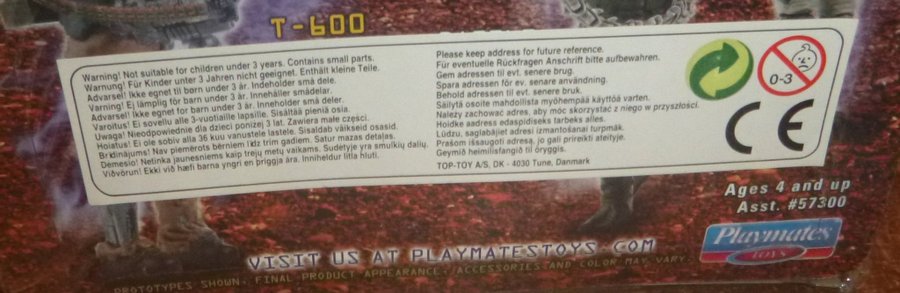 T-600
Warning! Not suitable for children under 3 years. Contains small parts.
Warnung! Für Kinder unter 3 Jahren nicht geeignet. Enthält kleine Teile.
Advarsel! Ikke egnet til børn under 3 år. Indeholder små dele.
Varning! Ej lämplig för barn under 3 år. Innehåller smådelar.
Advarsel! Ikke egnet for barn under 3 år. Inneholder små deler.
Varoitus! Ei sovellu alle 3-vuotiaille lapsille. Sisältää pieniä osia.
Uwaga! Nieodpowiednie dla dzieci poniżej 3 lat. Zawiera małe części.
Hoiatus! Ei ole sobiv alla 36 kuu vanustele lastele. Sisaldab väikseid osasid.
Brīdinājums! Nav piemērots bērniem līdz trim gadiem. Satur mazas detaļas.
Demesio! Netinka jaunesniems kaip trejų metų vaikams. Sudėtyje yra smulkių dalių.
Viðvörun! Ekki við hæfi barna yngri en þriggja ára. Inniheldur litla hluti.
Please keep address for future reference.
Für eventuelle Rückfragen Anschrift bitte aufbewahren.
Gem adressen til evt. senere brug.
Spara adressen för ev. senare användning.
Behold adressen til evt. senere bruk.
Säilytä osoite mahdollista myöhempää käyttöä varten.
Należy zachować adres, aby móc skorzystać z niego w przyszłości.
Hoidke aadress edaspidiseks tarbeks alles.
Lūdzu, saglabājiet adresi izmantošanai turpmāk.
Prašom išsaugoti adresą, jo gali prireikti ateityje.
Geymið heimilisfangið til öryggis.
TOP-TOY A/S, DK - 4030 Tune, Danmark
0-3
CE
Ages 4 and up
Asst. #57300
Playmates
TOYS
VISIT US AT PLAYMATESTOYS.COM
PROTOTYPES SHOWN. FINAL PRODUCT APPEARANCE, ACCESSORIES AND COLOR MAY VARY.